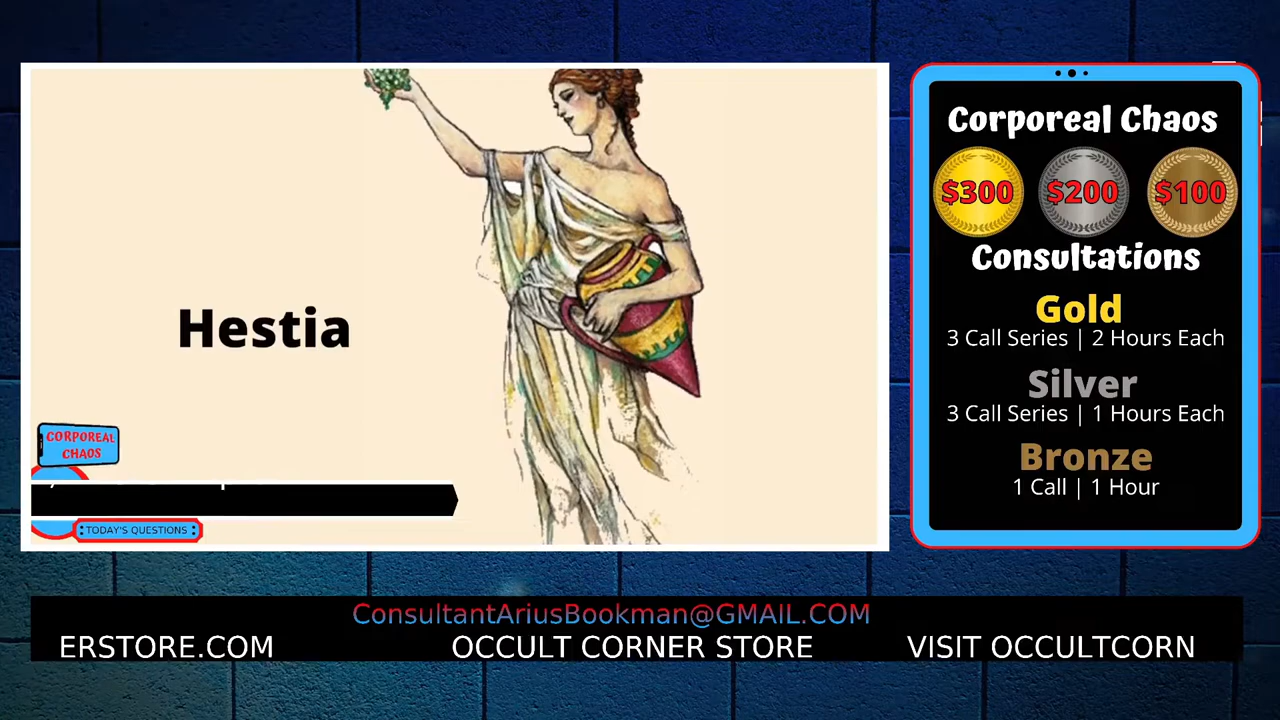 Hestia
CORPOREAL
CHAOS
TODAY'S QUESTIONS
Corporeal Chaos
$300 $200 $100
Consultations
Gold
3 Call Series | 2 Hours Each
Silver
3 Call Series | 1 Hours Each
Bronze
1 Call | 1 Hour
ConsultantAriusBookman@GMAIL.COM
ERSTORE.COM OCCULT CORNER STORE VISIT OCCULTCORN